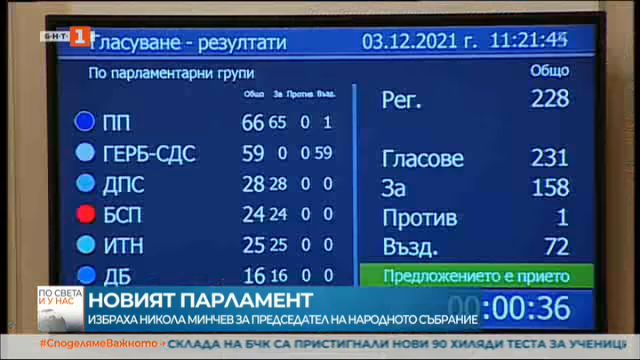 БНТ 1
Гласуване - резултати 03.12.2021 г. 11:21:45
По парламентарни групи Общо
Общо За Против Възд.
ПП 66 65 0 1
ГЕРБ-СДС 59 0 0 59
ДПС 28 28 0 0
БСП 24 24 0 0
ИТН 25 25 0 0
ДБ 16 16 0 0
Рег. 228
Гласове 231
За 158
Против 1
Възд. 72
Предложението е прието
00:00:36
ПО СВЕТА
И У НАС
НОВИЯТ ПАРЛАМЕНТ
ИЗБРАХА НИКОЛА МИНЧЕВ ЗА ПРЕДСЕДАТЕЛ НА НАРОДНОТО СЪБРАНИЕ
#СподелямеВажното СКЛАДА НА БЧК СА ПРИСТИГНАЛИ НОВИ 90 ХИЛЯДИ ТЕСТА ЗА УЧЕНИЦ